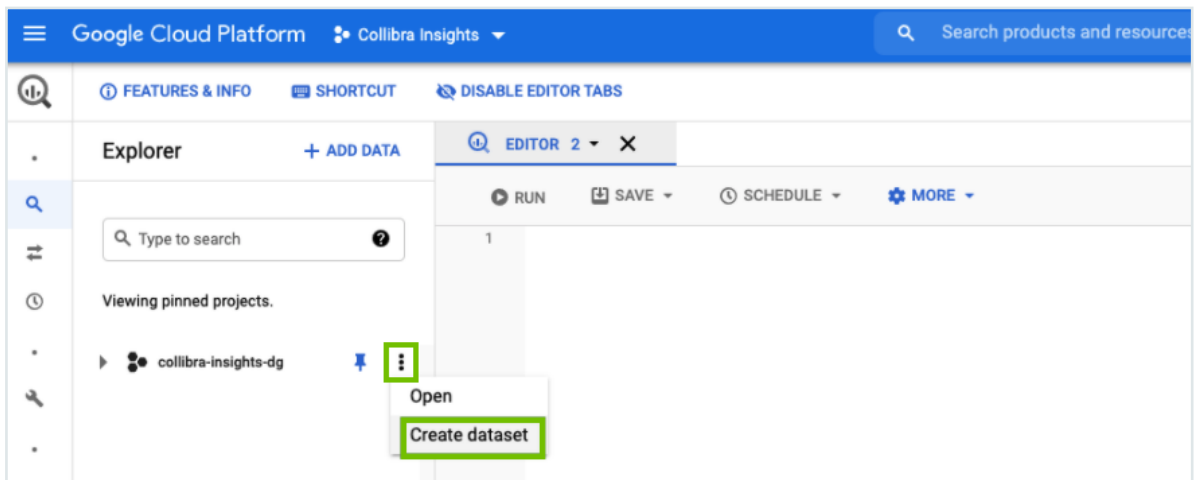 Google Cloud Platform Collibra Insights Search products and resources
FEATURES & INFO SHORTCUT DISABLE EDITOR TABS
Explorer + ADD DATA EDITOR 2
RUN SAVE SCHEDULE MORE
Type to search 1
Viewing pinned projects.
collibra-insights-dg
Open
Create dataset